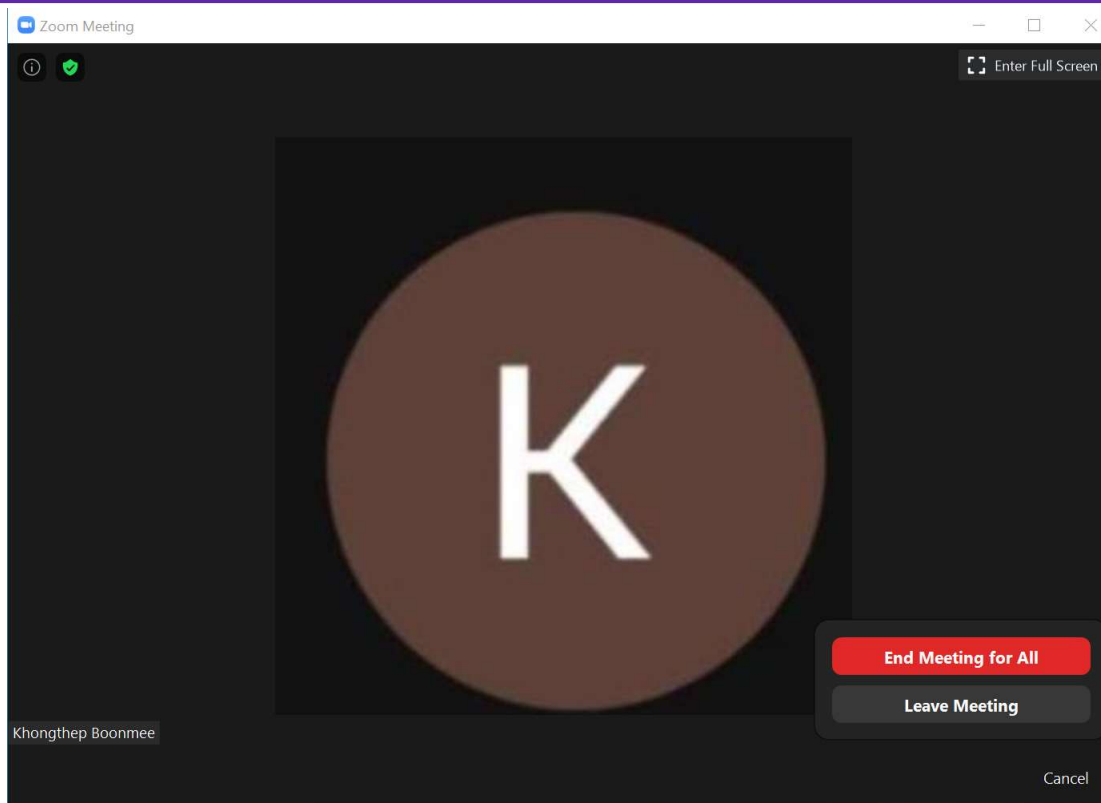 Zoom Meeting
Enter Full Screen
K
End Meeting for All
Leave Meeting
Khongthep Boonmee
Cancel